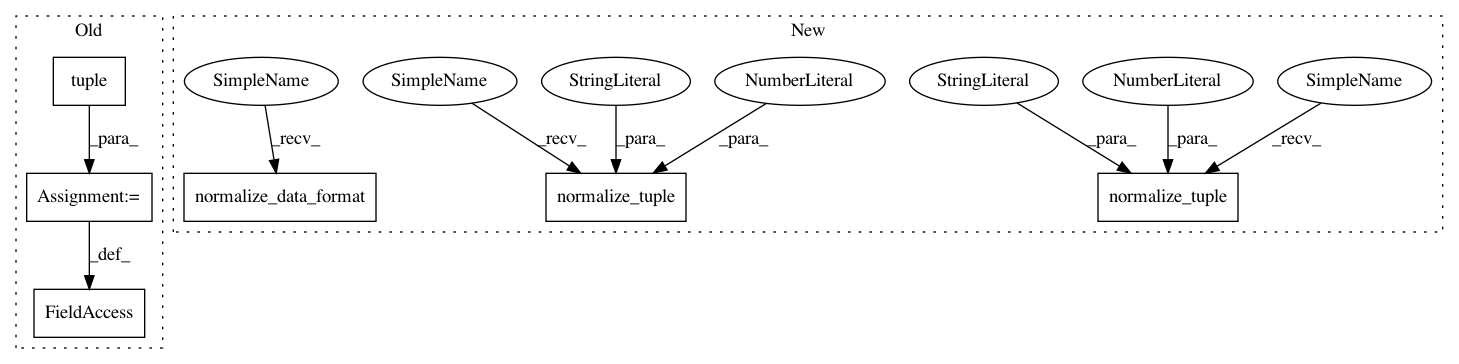 Old
New
tuple
SimpleName
SimpleName
StringLiteral
NumberLiteral
StringLiteral
NumberLiteral
SimpleName
_para_
_recv_
_recv_
_para_
_para_
_para_
_para_
_recv_
Assignment:=
normalize_data_format
normalize_tuple
normalize_tuple
_def_
FieldAccess